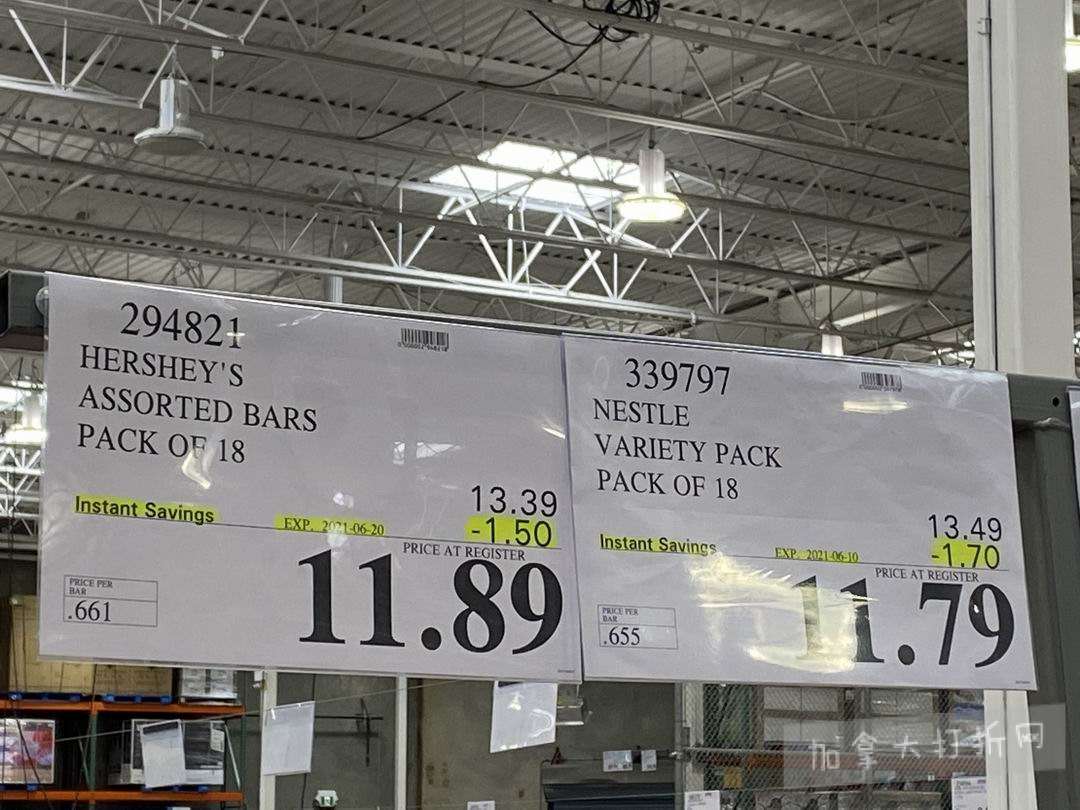 294821
HERSHEY'S
ASSORTED BARS
PACK OF 18
13.39
Instant Savings EXP. 2021-06-20 -1.50
PRICE AT REGISTER
11.89
PRICE PER
BAR
.661
339797
NESTLE
VARIETY PACK
PACK OF 18
13.49
Instant Savings EXP. 2021-06-10 -1.70
PRICE AT REGISTER
11.79
PRICE PER
BAR
.655
加拿大打折网